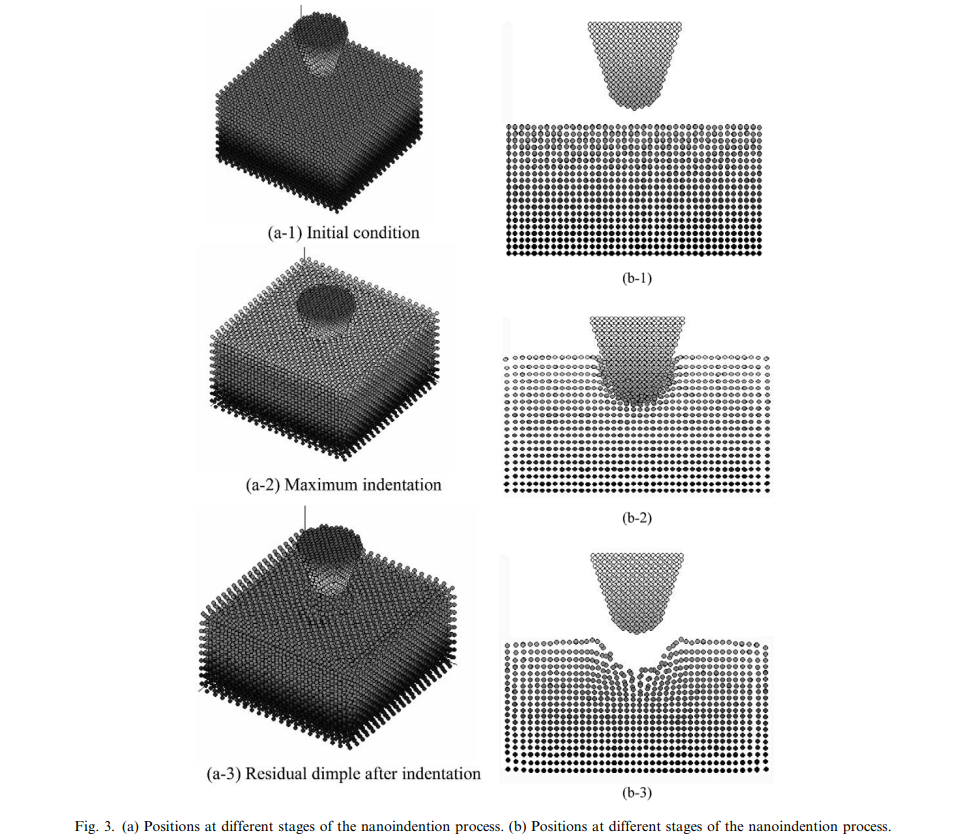 (a-1) Initial condition
(b-1)
(a-2) Maximum indentation
(b-2)
(a-3) Residual dimple after indentation
(b-3)
Fig. 3. (a) Positions at different stages of the nanoindention process. (b) Positions at different stages of the nanoindention process.